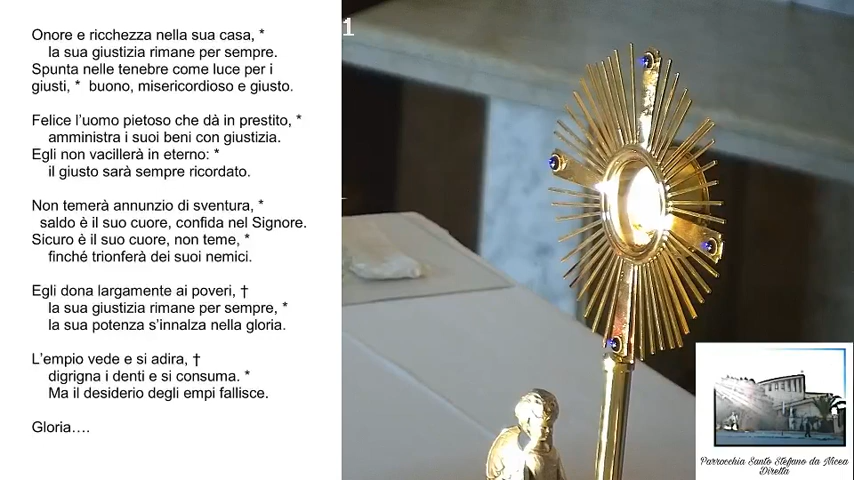 Onore e ricchezza nella sua casa, *
la sua giustizia rimane per sempre.
Spunta nelle tenebre come luce per i
giusti, * buono, misericordioso e giusto.
Felice l'uomo pietoso che dà in prestito, *
amministra i suoi beni con giustizia.
Egli non vacillerà in eterno: *
il giusto sarà sempre ricordato.
Non temerà annunzio di sventura, *
saldo è il suo cuore, confida nel Signore.
Sicuro è il suo cuore, non teme, *
finché trionferà dei suoi nemici.
Egli dona largamente ai poveri, †
la sua giustizia rimane per sempre, *
la sua potenza s'innalza nella gloria.
L'empio vede e si adira, †
digrigna i denti e si consuma. *
Ma il desiderio degli empi fallisce.
Gloria….
1
Parrocchia Santo Stefano da Nicea
Diretta